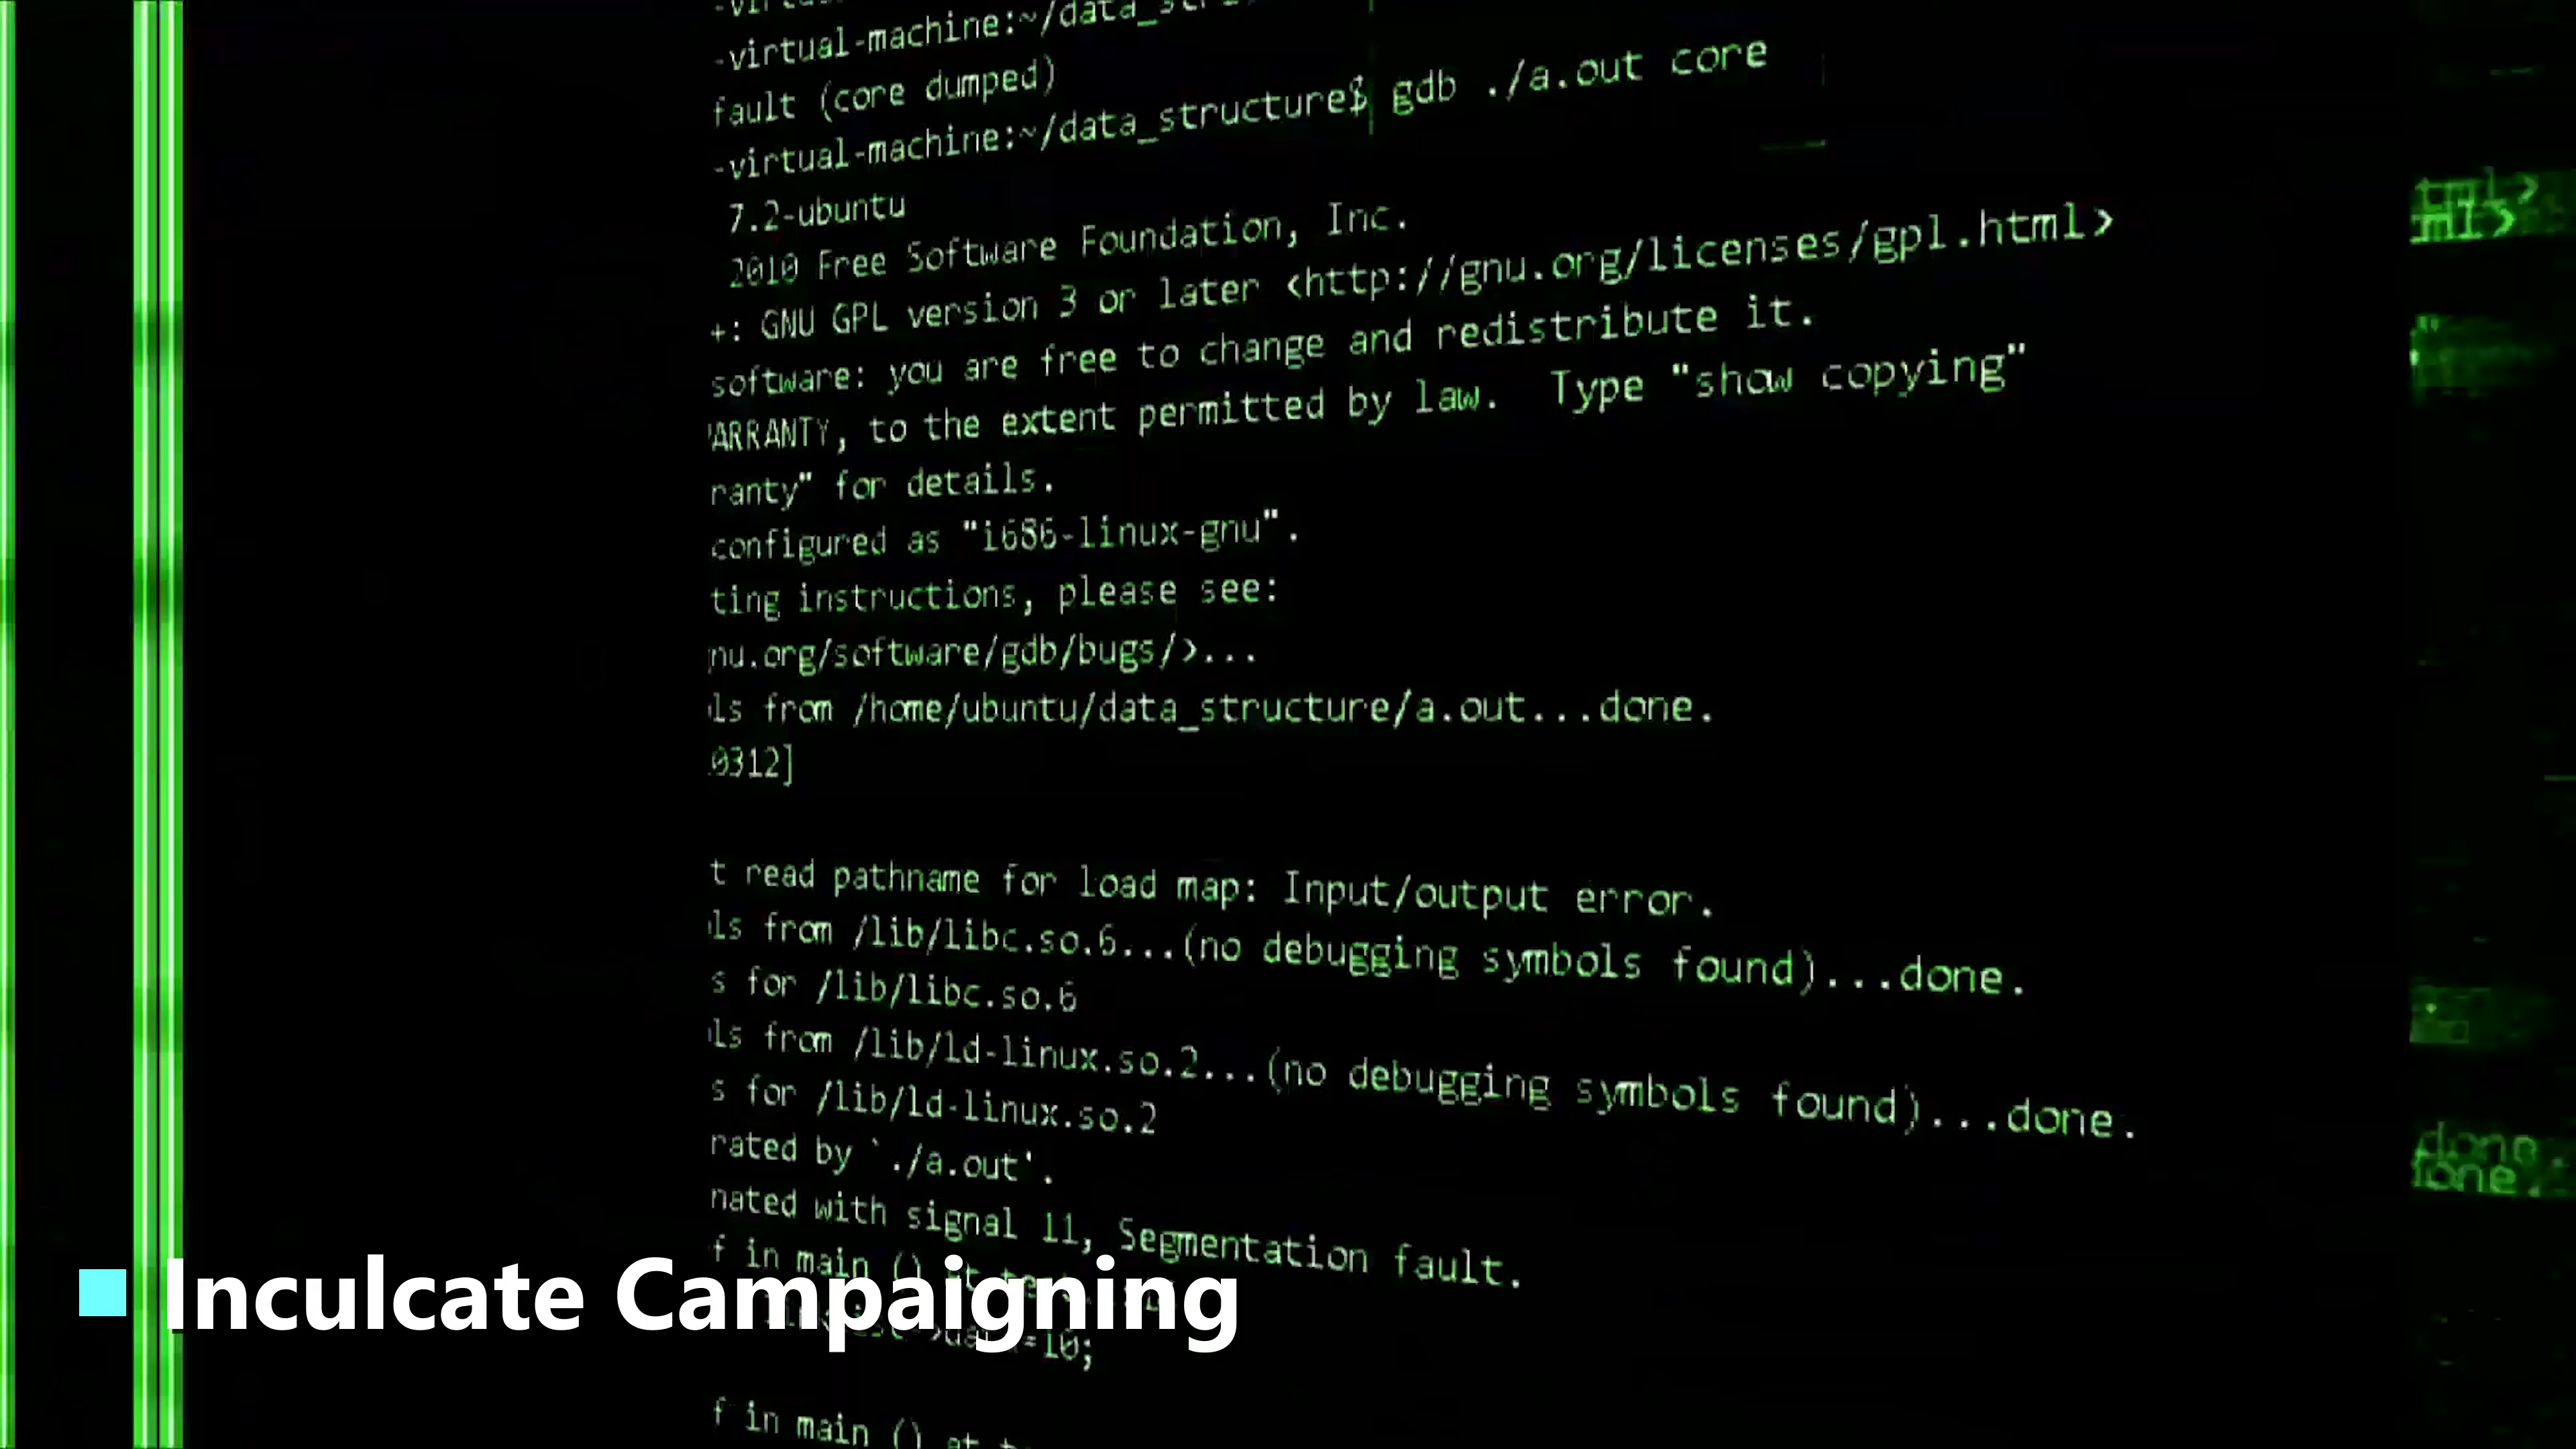 -virtual-machine:~/
-virtual-machine:~/data_structure$ gdb ./a.out core
fault (core dumped)
7.2-ubuntu
2010 Free Software Foundation, Inc.
+: GNU GPL version 3 or later <http://gnu.org/licenses/gpl.html>
software: you are free to change and redistribute it.
ARRANTY, to the extent permitted by law. Type "show copying"
ranty" for details.
configured as "i686-linux-gnu".
ting instructions, please see:
nu.org/software/gdb/bugs/>...
ls from /home/ubuntu/data_structure/a.out...done.
0312]
t read pathname for load map: Input/output error.
ls from /lib/libc.so.6...(no debugging symbols found)...done.
s for /lib/libc.so.6
ls from /lib/ld-linux.so.2...(no debugging symbols found)...done.
s for /lib/ld-linux.so.2
rated by `./a.out'.
nated with signal 11, Segmentation fault.
f in main ()
=10;
Inculcate Campaigning
f in main () at